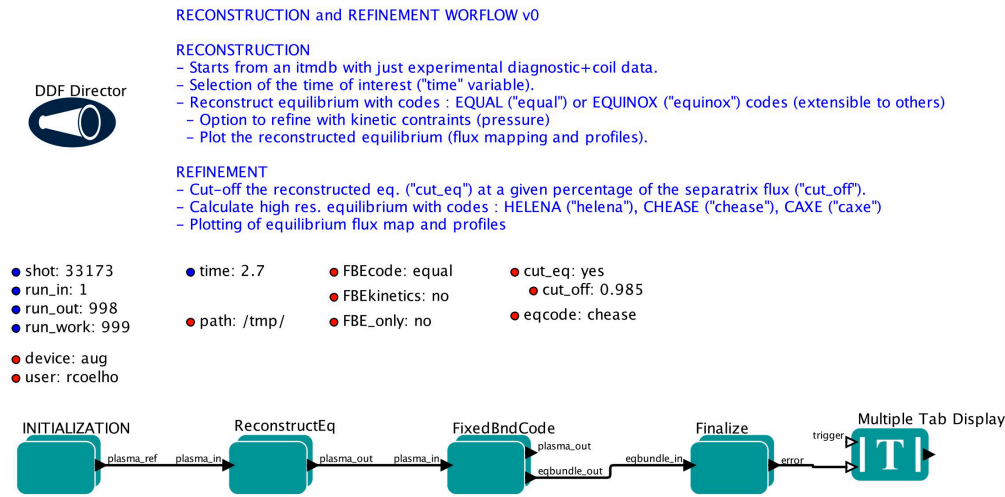 RECONSTRUCTION and REFINEMENT WORFLOW v0
RECONSTRUCTION
– Starts from an itmdb with just experimental diagnostic+coil data.
– Selection of the time of interest ("time" variable).
– Reconstruct equilibrium with codes : EQUAL ("equal") or EQUINOX ("equinox") codes (extensible to others)
– Option to refine with kinetic contraints (pressure)
– Plot the reconstructed equilibrium (flux mapping and profiles).
DDF Director
REFINEMENT
– Cut-off the reconstructed eq. ("cut_eq") at a given percentage of the separatrix flux ("cut_off").
– Calculate high res. equilibrium with codes : HELENA ("helena"), CHEASE ("chease"), CAXE ("caxe")
– Plotting of equilibrium flux map and profiles
shot: 33173
run_in: 1
run_out: 998
run_work: 999
device: aug
user: rcoelho
time: 2.7
path: /tmp/
FBEcode: equal
FBEkinetics: no
FBE_only: no
cut_eq: yes
cut_off: 0.985
eqcode: chease
INITIALIZATION
plasma_ref
plasma_in
ReconstructEq
plasma_out
plasma_in
FixedBndCode
plasma_out
eqbundle_out
eqbundle_in
Finalize
error
Multiple Tab Display
trigger
T